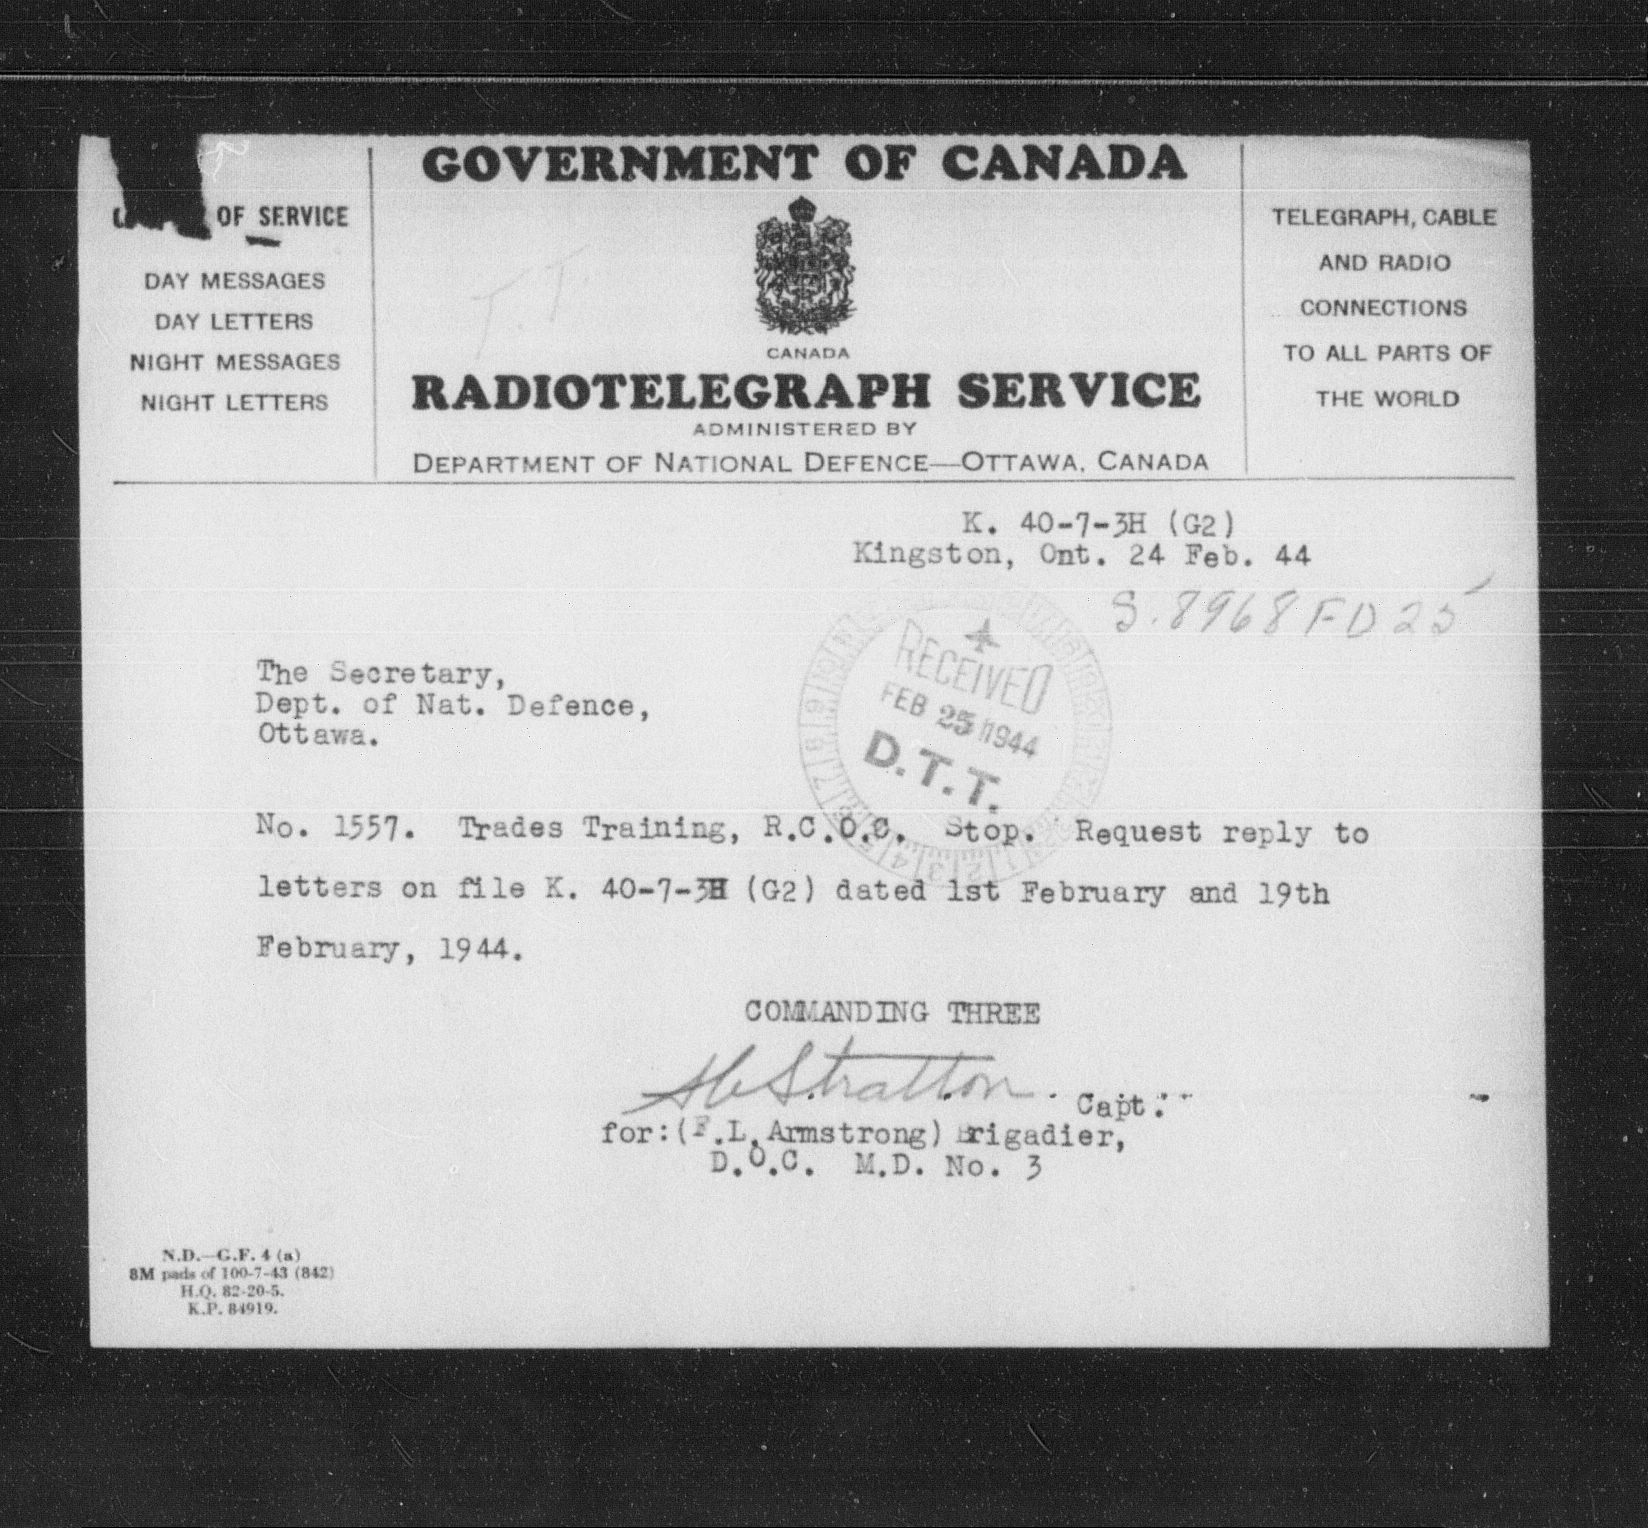 GOVERNMENT OF CANADA
OF SERVICE
DAY MESSAGES
DAY LETTERS
NIGHT MESSAGES
NIGHT LETTERS
T.T.
CANADA
RADIOTELEGRAPH SERVICE
ADMINISTERED BY
DEPARTMENT OF NATIONAL DEFENCE—OTTAWA, CANADA
TELEGRAPH, CABLE
AND RADIO
CONNECTIONS
TO ALL PARTS OF
THE WORLD
K. 40-7-3H (G2)
Kingston, Ont. 24 Feb. 44
S. 8968 FD 25
The Secretary,
Dept. of Nat. Defence,
Ottawa.
RECEIVED
FEB 25 1944
D.T.T.
No. 1557. Trades Training, R.C.O.C. Stop. Request reply to
letters on file K. 40-7-3H (G2) dated 1st February and 19th
February, 1944.
COMMANDING THREE
Stratton Capt.
for:(F.L.Armstrong) Brigadier,
D.O.C. M.D. No. 3
N.D.—G.F. 4 (a)
8M pads of 100-7-43 (842)
H.Q. 82-20-5.
K.P. 84919.